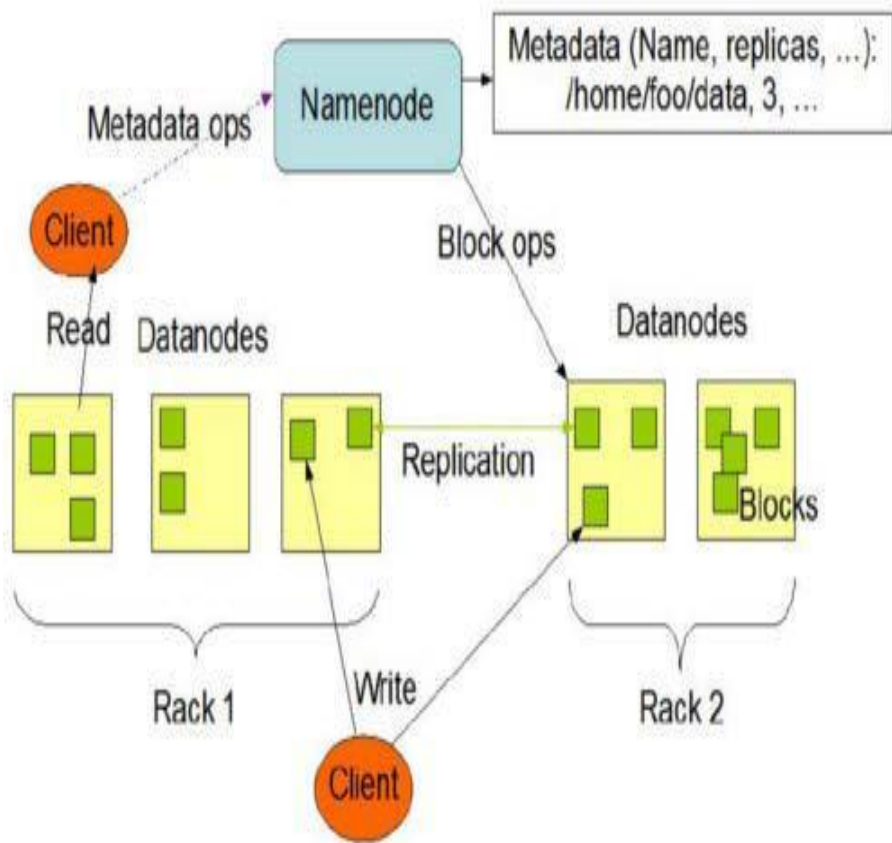 Metadata (Name, replicas, ...):
/home/foo/data, 3, ...
Namenode
Metadata ops
Client
Block ops
Read
Datanodes
Datanodes
Replication
Blocks
Rack 1
Write
Rack 2
Client